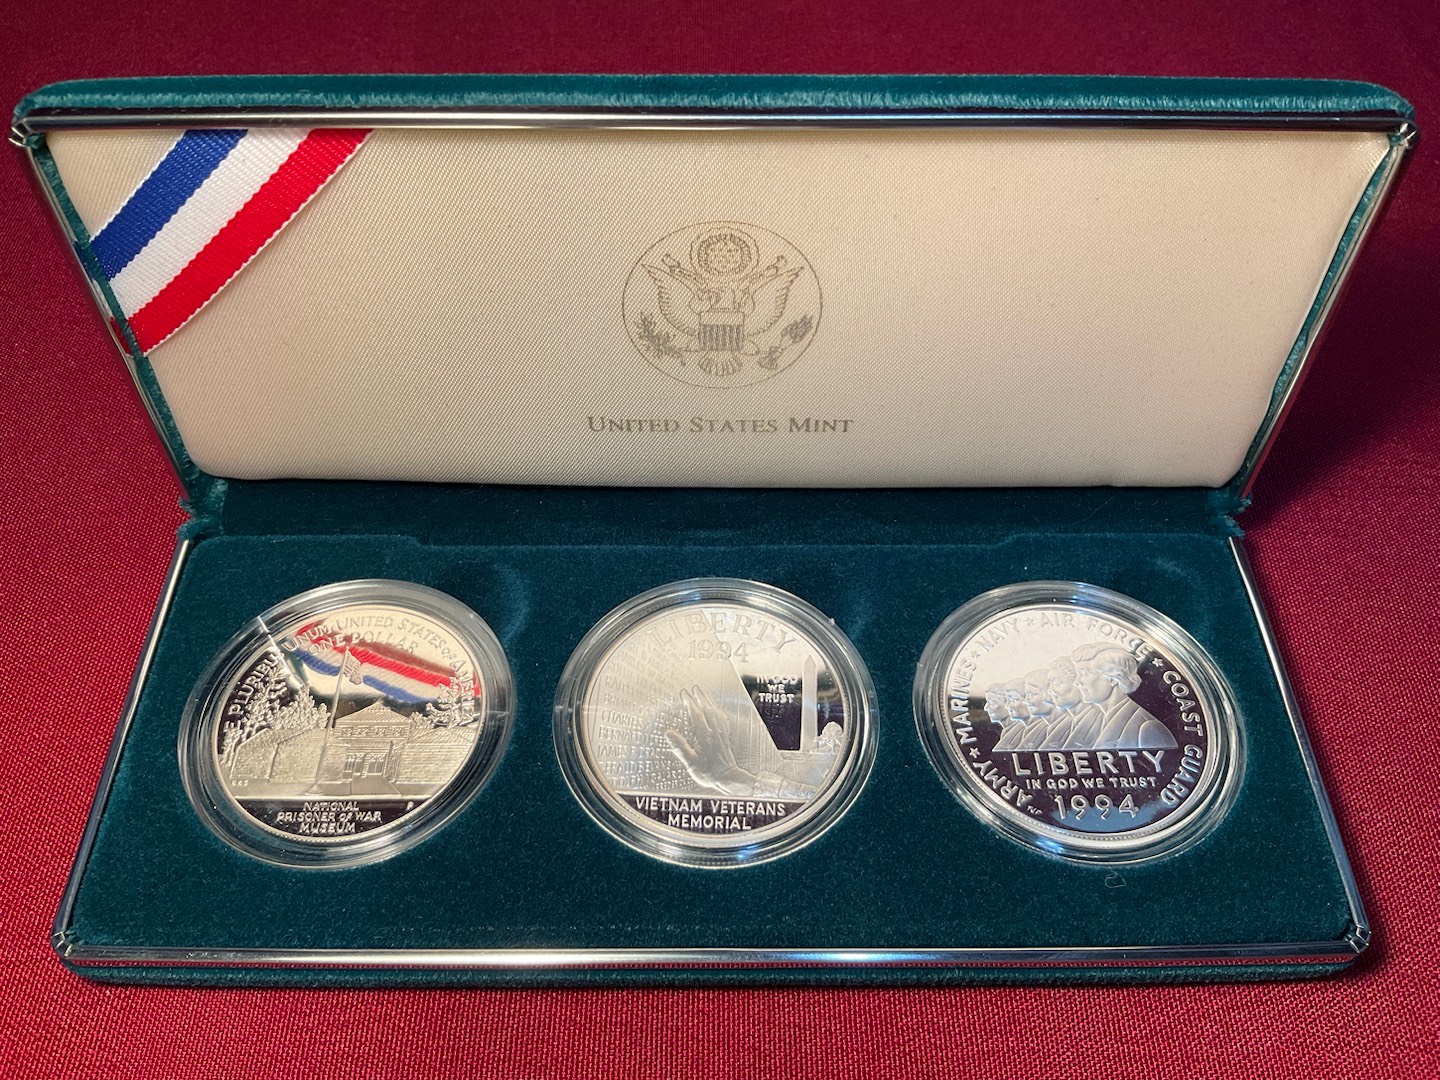 UNITED STATES MINT
E PLURIBUS UNUM UNITED STATES OF AMERICA
ONE DOLLAR
NATIONAL
PRISONER OF WAR
MUSEUM
P
LIBERTY
1994
IN GOD
WE
TRUST
VIETNAM VETERANS
MEMORIAL
ARMY ★ MARINES ★ NAVY ★ AIR FORCE ★ COAST GUARD
LIBERTY
IN GOD WE TRUST
1994